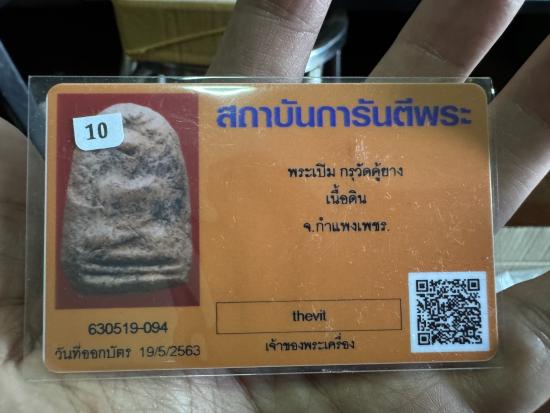 สถาบันการันตีพระ
10
พระเปิม กรุวัดคู้ยาง
เนื้อดิน
จ.กำแพงเพชร.
thevit
630519-094
วันที่ออกบัตร 19/5/2563
เจ้าของพระเครื่อง